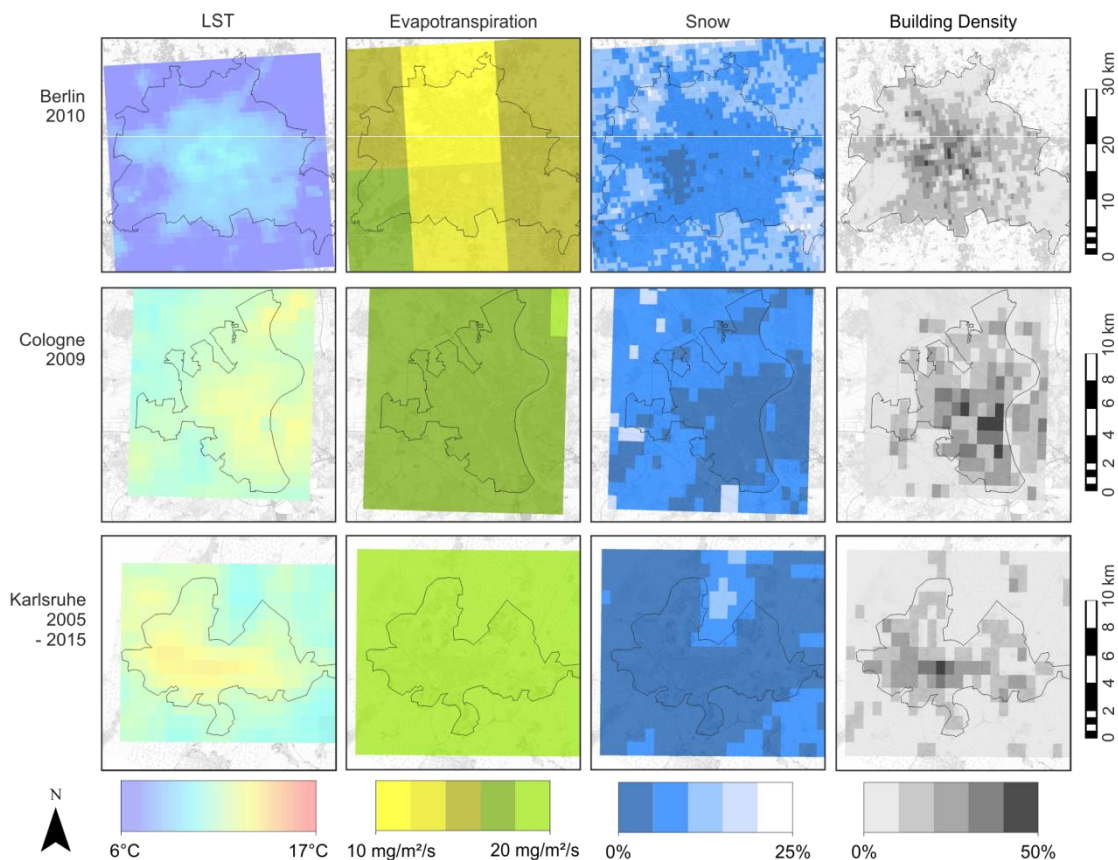 LST Evapotranspiration Snow Building Density
Berlin
2010
0 10 20 30 km
Cologne
2009
0 2 4 6 8 10 km
Karlsruhe
2005
- 2015
0 2 4 6 8 10 km
N
6°C 17°C 10 mg/m²/s 20 mg/m²/s 0% 25% 0% 50%